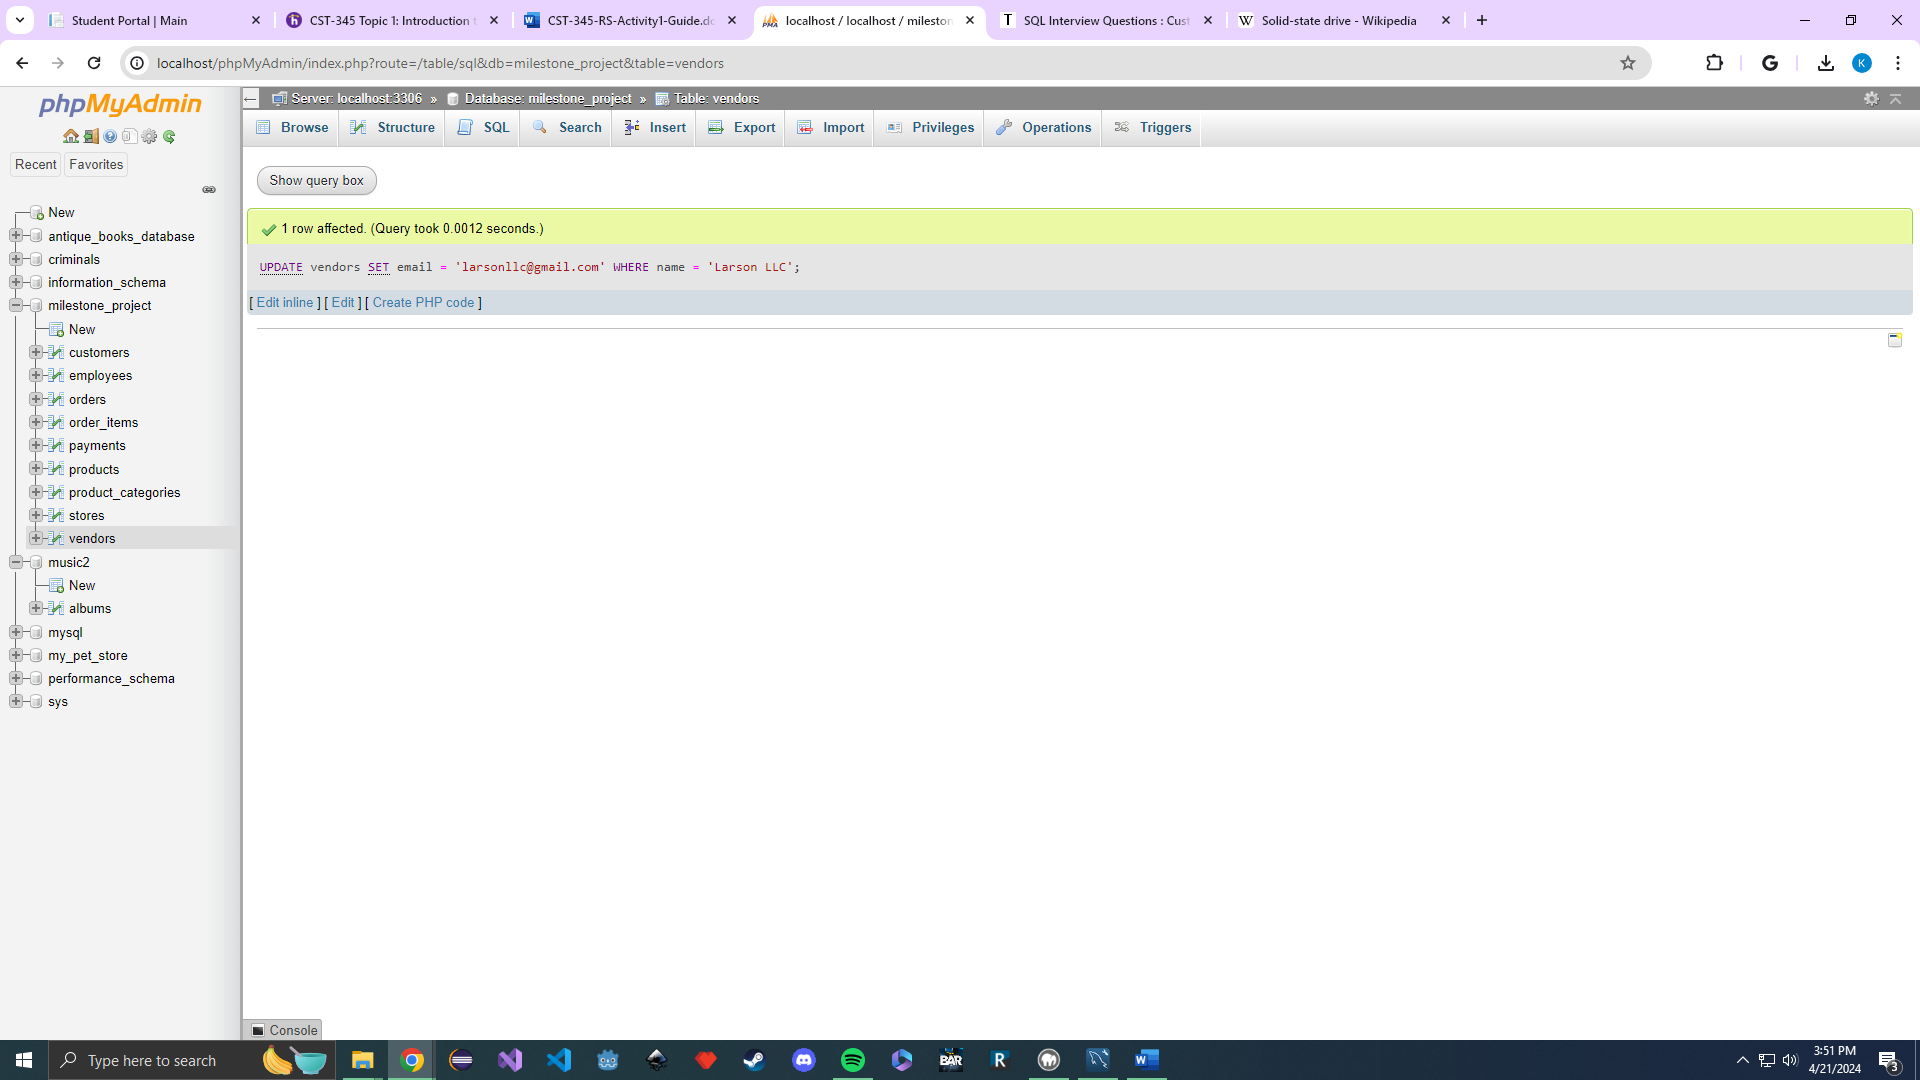 Student Portal | Main
CST-345 Topic 1: Introduction t
CST-345-RS-Activity1-Guide.do
localhost / localhost / mileston
SQL Interview Questions : Cust
Solid-state drive - Wikipedia
localhost/phpMyAdmin/index.php?route=/table/sql&db=milestone_project&table=vendors
K
phpMyAdmin
Recent
Favorites
New
antique_books_database
criminals
information_schema
milestone_project
New
customers
employees
orders
order_items
payments
products
product_categories
stores
vendors
music2
New
albums
mysql
my_pet_store
performance_schema
sys
Server: localhost:3306 » Database: milestone_project » Table: vendors
Browse Structure SQL Search Insert Export Import Privileges Operations Triggers
Show query box
1 row affected. (Query took 0.0012 seconds.)
UPDATE vendors SET email = 'larsonllc@gmail.com' WHERE name = 'Larson LLC';
[ Edit inline ] [ Edit ] [ Create PHP code ]
Console
Type here to search
BAR
R
3:51 PM
4/21/2024
3